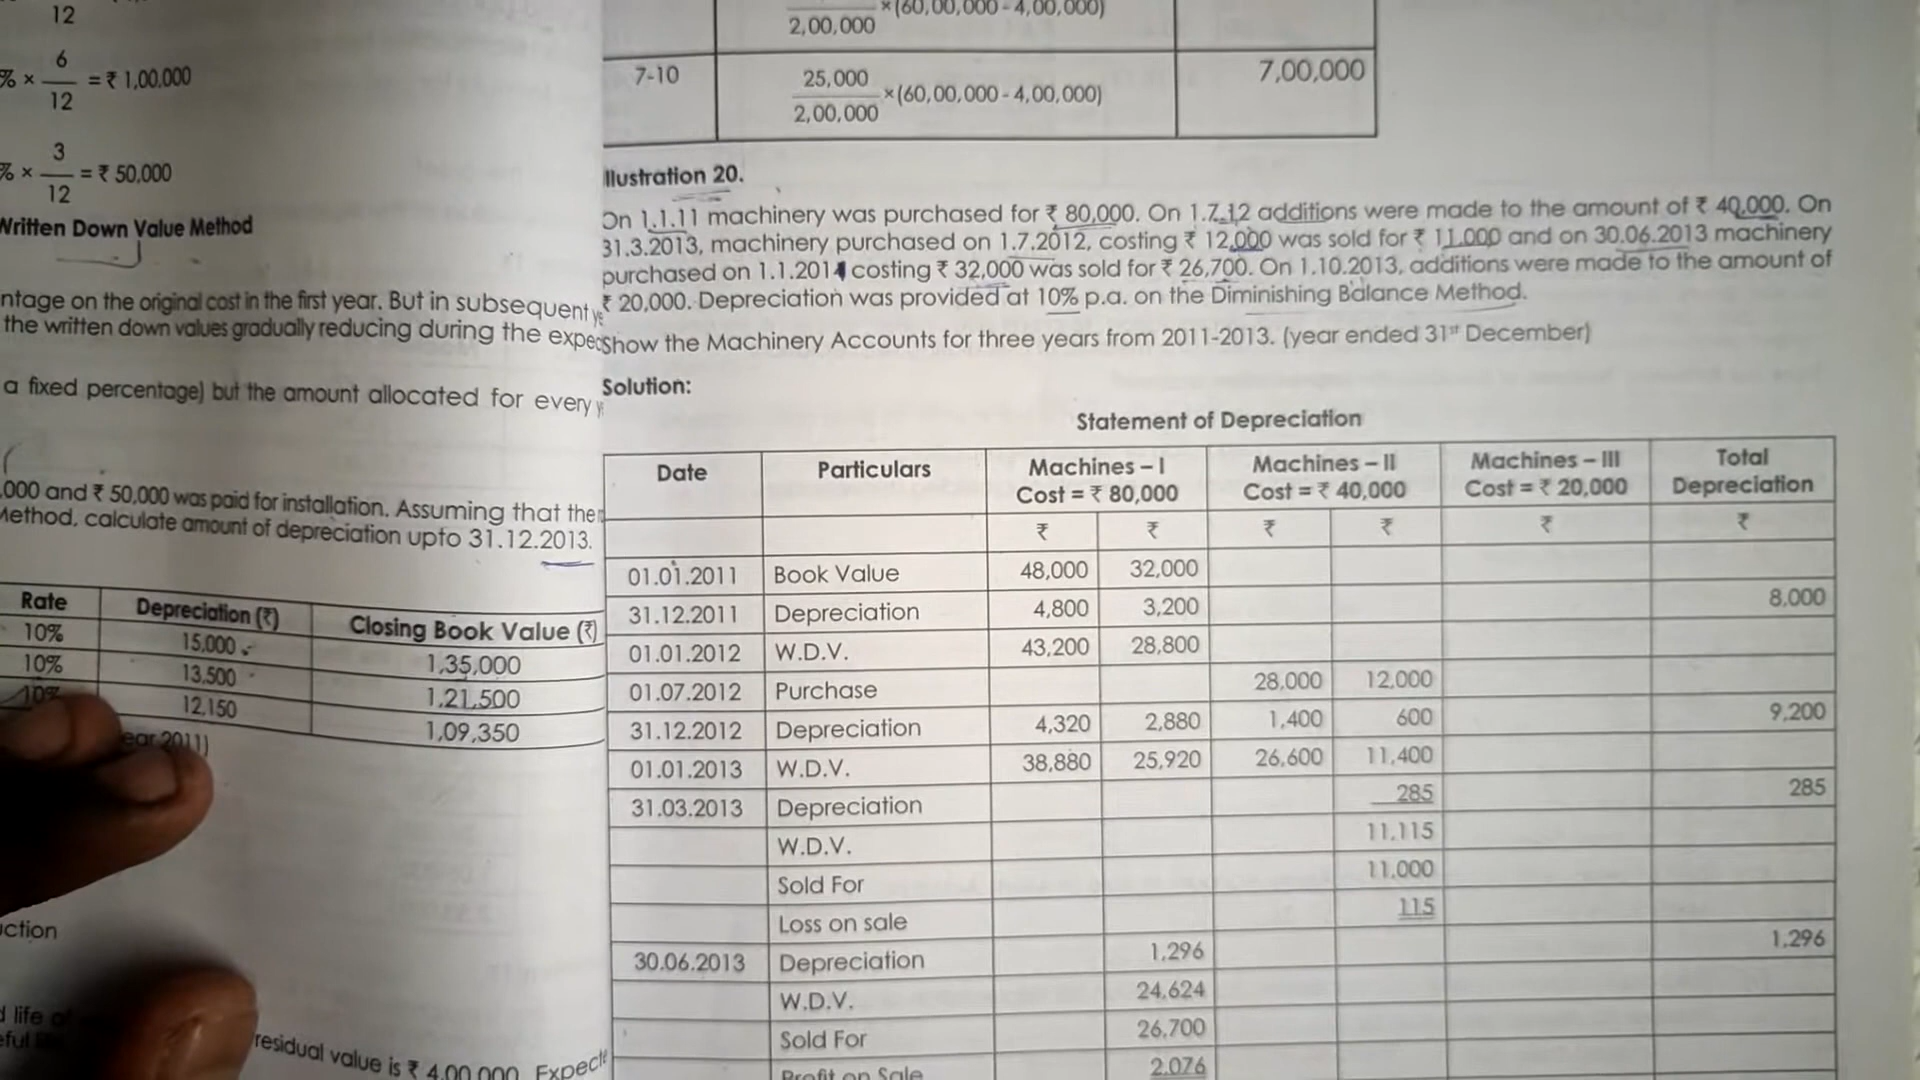 12
% × 6/12 = ₹ 1,00,000
% × 3/12 = ₹ 50,000
Written Down Value Method
ntage on the original cost in the first year. But in subsequent
the written down values gradually reducing during the
a fixed percentage) but the amount allocated for every
,000 and ₹ 50,000 was paid for installation. Assuming that the
Method, calculate amount of depreciation upto 31.12.2013.
Rate Depreciation (₹) Closing Book Value (₹)
10% 15,000 1,35,000
10% 13,500 1,21,500
10% 12,150 1,09,350
ear 2011)
uction
d life
residual value is ₹ 4,00,000. Expect
2,00,000 × (60,00,000 - 4,00,000)
7-10 25,000/2,00,000 × (60,00,000 - 4,00,000) 7,00,000
llustration 20.
On 1.1.11 machinery was purchased for ₹ 80,000. On 1.7.12 additions were made to the amount of ₹ 40,000. On
31.3.2013, machinery purchased on 1.7.2012, costing ₹ 12,000 was sold for ₹ 11,000 and on 30.06.2013 machinery
purchased on 1.1.2011 costing ₹ 32,000 was sold for ₹ 26,700. On 1.10.2013, additions were made to the amount of
₹ 20,000. Depreciation was provided at 10% p.a. on the Diminishing Balance Method.
Show the Machinery Accounts for three years from 2011-2013. (year ended 31st December)
Solution:
Statement of Depreciation
Date Particulars Machines – I Machines – II Machines – III Total
Cost = ₹ 80,000 Cost = ₹ 40,000 Cost = ₹ 20,000 Depreciation
₹ ₹ ₹ ₹ ₹ ₹
01.01.2011 Book Value 48,000 32,000
31.12.2011 Depreciation 4,800 3,200 8,000
01.01.2012 W.D.V. 43,200 28,800
01.07.2012 Purchase 28,000 12,000
31.12.2012 Depreciation 4,320 2,880 1,400 600 9,200
01.01.2013 W.D.V. 38,880 25,920 26,600 11,400
31.03.2013 Depreciation 285 285
W.D.V. 11,115
Sold For 11,000
Loss on sale 115
30.06.2013 Depreciation 1,296 1,296
W.D.V. 24,624
Sold For 26,700
Profit on Sale 2,076